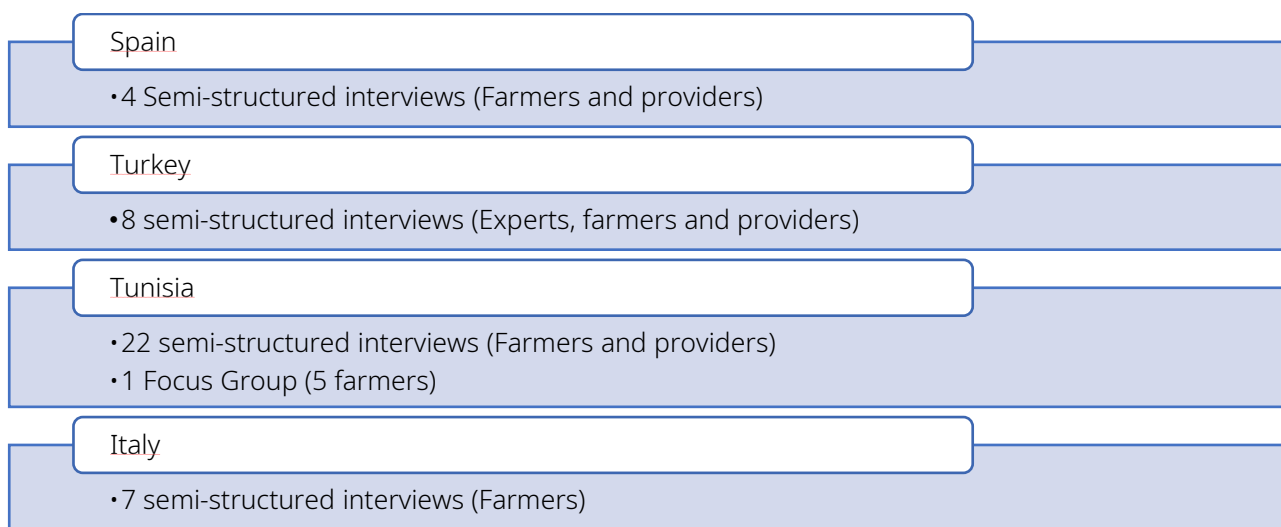 Spain
•4 Semi-structured interviews (Farmers and providers)
Turkey
•8 semi-structured interviews (Experts, farmers and providers)
Tunisia
•22 semi-structured interviews (Farmers and providers)
•1 Focus Group (5 farmers)
Italy
•7 semi-structured interviews (Farmers)